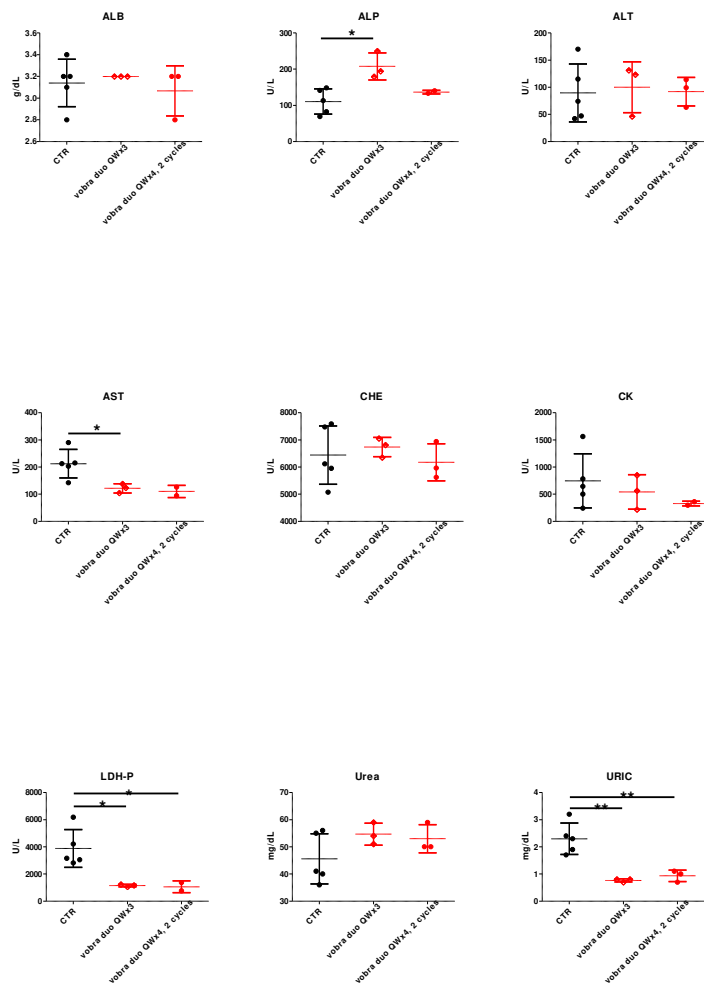 ALB
3.6
3.4
3.2
3.0
2.8
2.6
g/dL
CTR
vobra duo QWx3
vobra duo QWx4, 2 cycles
ALP
300
200
100
0
U/L
*
CTR
vobra duo QWx3
vobra duo QWx4, 2 cycles
ALT
200
150
100
50
0
U/L
CTR
vobra duo QWx3
vobra duo QWx4, 2 cycles
AST
400
300
200
100
0
U/L
*
CTR
vobra duo QWx3
vobra duo QWx4, 2 cycles
CHE
8000
7000
6000
5000
4000
U/L
CTR
vobra duo QWx3
vobra duo QWx4, 2 cycles
CK
2000
1500
1000
500
0
U/L
CTR
vobra duo QWx3
vobra duo QWx4, 2 cycles
LDH-P
8000
6000
4000
2000
0
U/L
*
*
CTR
vobra duo QWx3
vobra duo QWx4, 2 cycles
Urea
70
60
50
40
30
mg/dL
CTR
vobra duo QWx3
vobra duo QWx4, 2 cycles
URIC
4
3
2
1
0
mg/dL
**
**
CTR
vobra duo QWx3
vobra duo QWx4, 2 cycles